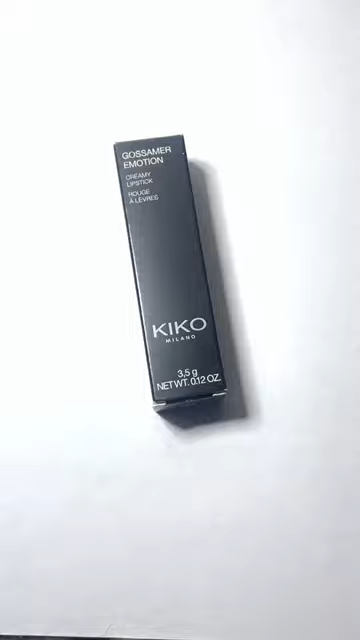 GOSSAMER
EMOTION
CREAMY
LIPSTICK
ROUGE
À LÈVRES
KIKO
MILANO
3,5 g
NET WT. 0.12 OZ.